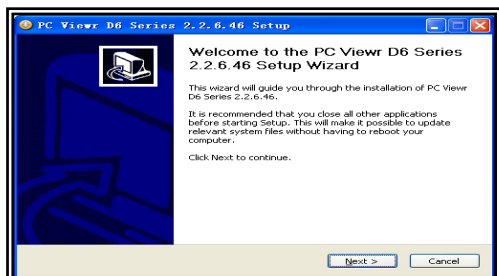 PC Viewr D6 Series 2.2.6.46 Setup
Welcome to the PC Viewr D6 Series
2.2.6.46 Setup Wizard
This wizard will guide you through the installation of PC Viewr
D6 Series 2.2.6.46.
It is recommended that you close all other applications
before starting Setup. This will make it possible to update
relevant system files without having to reboot your
computer.
Click Next to continue.
Next >
Cancel